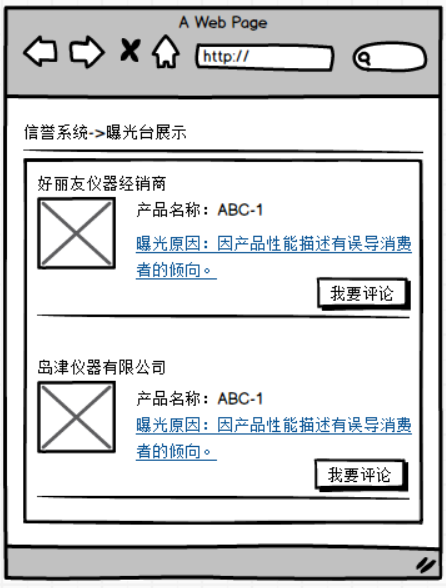 A Web Page
http://
信誉系统->曝光台展示
好丽友仪器经销商
产品名称：ABC-1
曝光原因：因产品性能描述有误导消费
者的倾向。
我要评论
岛津仪器有限公司
产品名称：ABC-1
曝光原因：因产品性能描述有误导消费
者的倾向。
我要评论